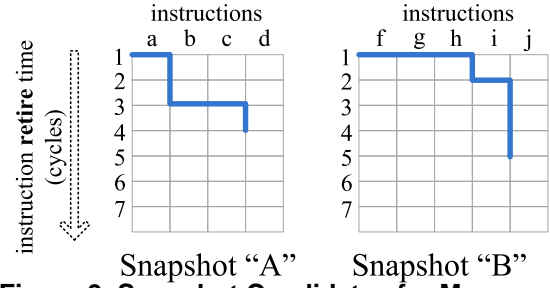 instructions
a b c d
1
2
3
4
5
6
7
instruction retire time
(cycles)
Snapshot “A”
instructions
f g h i j
1
2
3
4
5
6
7
Snapshot “B”